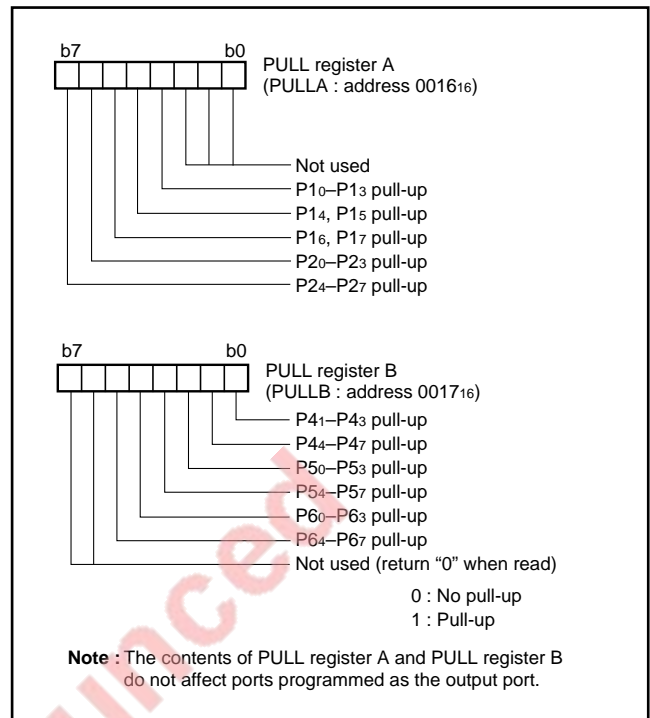 b7 b0
PULL register A
(PULLA : address 001616)
Not used
P10–P13 pull-up
P14, P15 pull-up
P16, P17 pull-up
P20–P23 pull-up
P24–P27 pull-up
b7 b0
PULL register B
(PULLB : address 001716)
P41–P43 pull-up
P44–P47 pull-up
P50–P53 pull-up
P54–P57 pull-up
P60–P63 pull-up
P64–P67 pull-up
Not used (return “0” when read)
0 : No pull-up
1 : Pull-up
Note : The contents of PULL register A and PULL register B
do not affect ports programmed as the output port.
unced